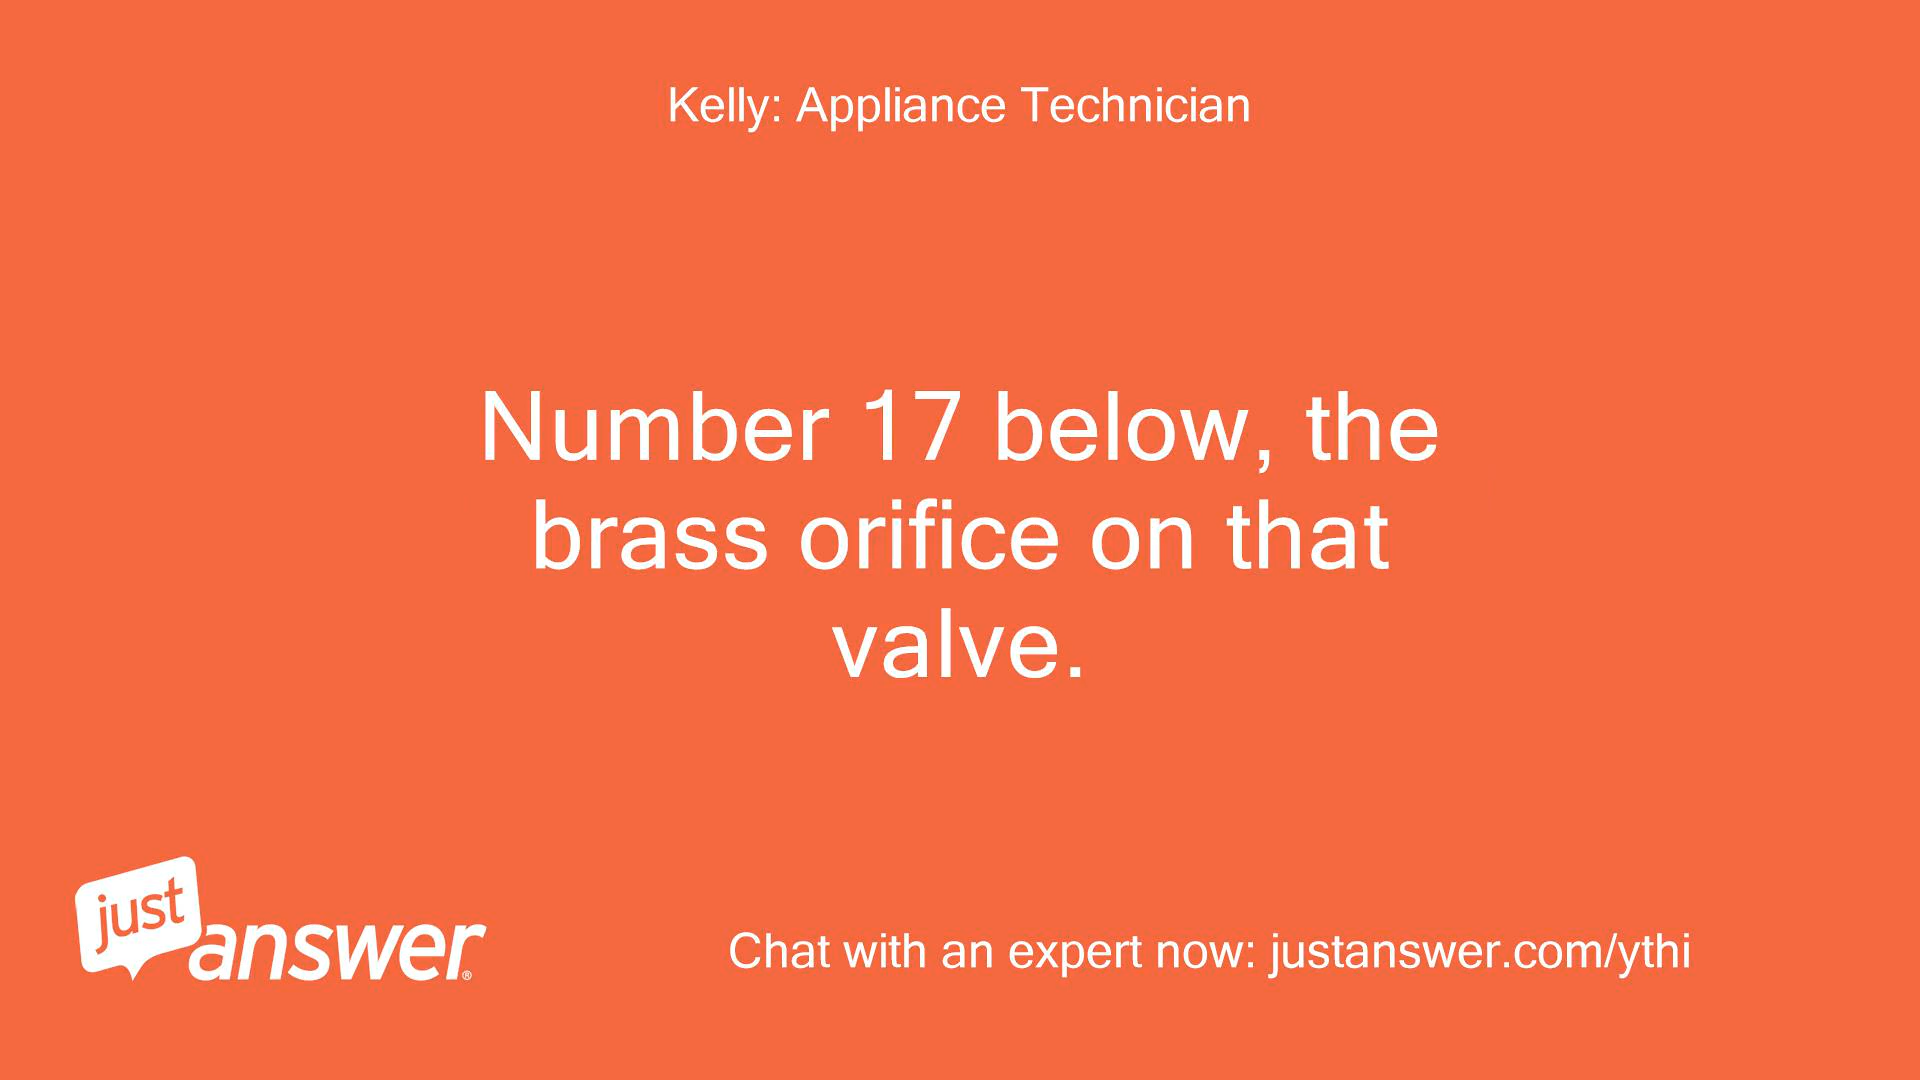 Kelly: Appliance Technician
Number 17 below, the
brass orifice on that
valve.
just
answer®
Chat with an expert now: justanswer.com/ythi